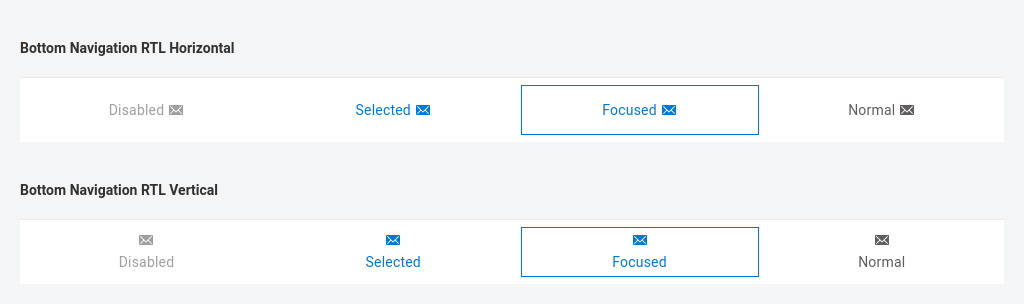 Bottom Navigation RTL Horizontal
Disabled Selected Focused Normal
Bottom Navigation RTL Vertical
Disabled Selected Focused Normal